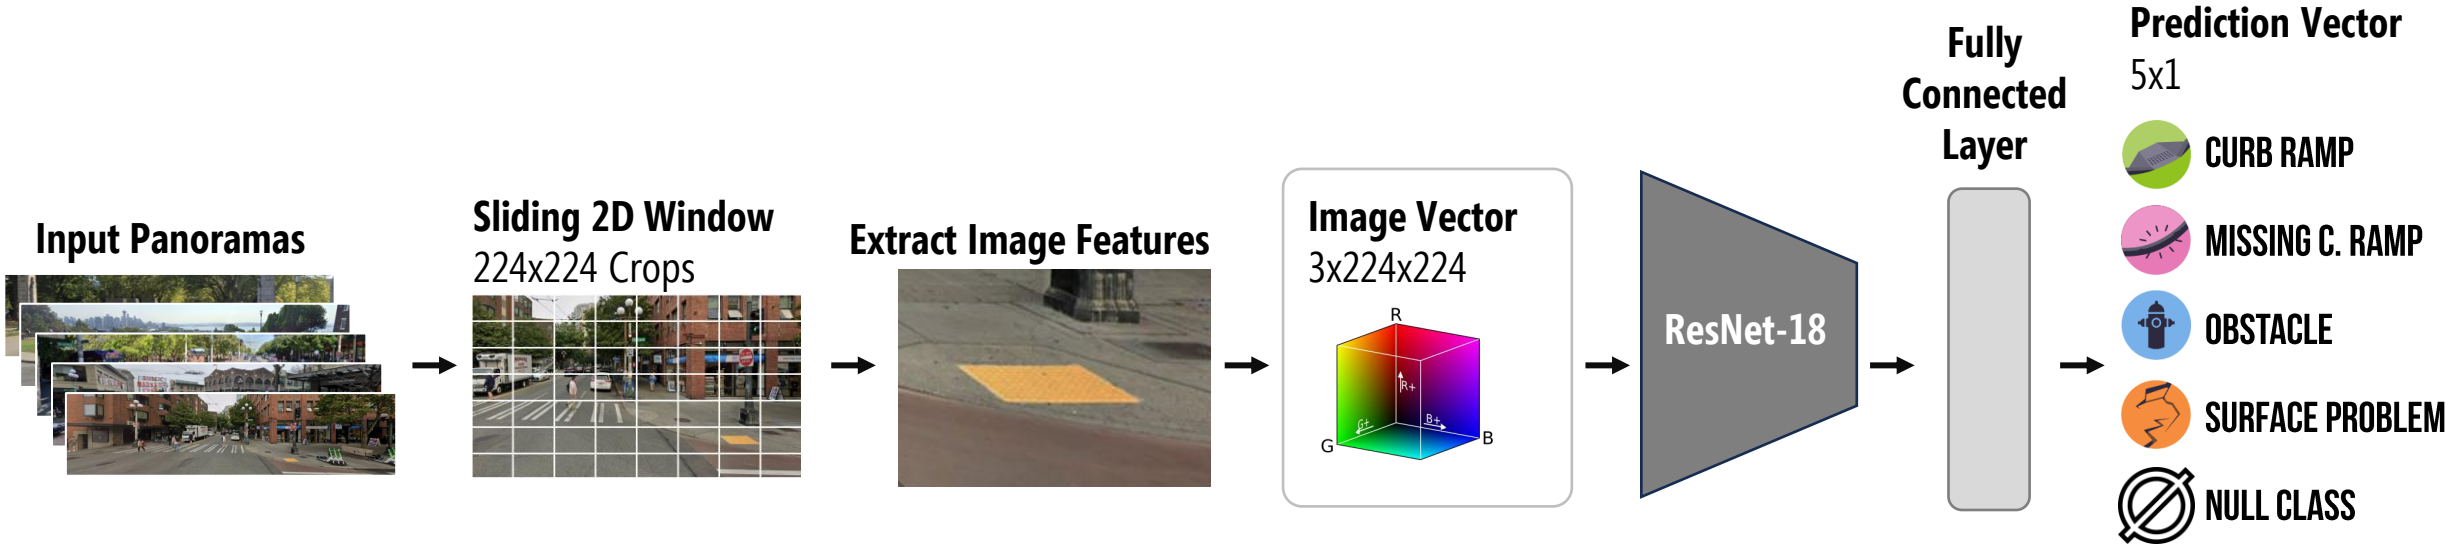 Input Panoramas
Sliding 2D Window
224x224 Crops
Extract Image Features
Image Vector
3x224x224
R
R+
G+
B+
G
B
ResNet-18
Fully
Connected
Layer
Prediction Vector
5x1
CURB RAMP
MISSING C. RAMP
OBSTACLE
SURFACE PROBLEM
NULL CLASS